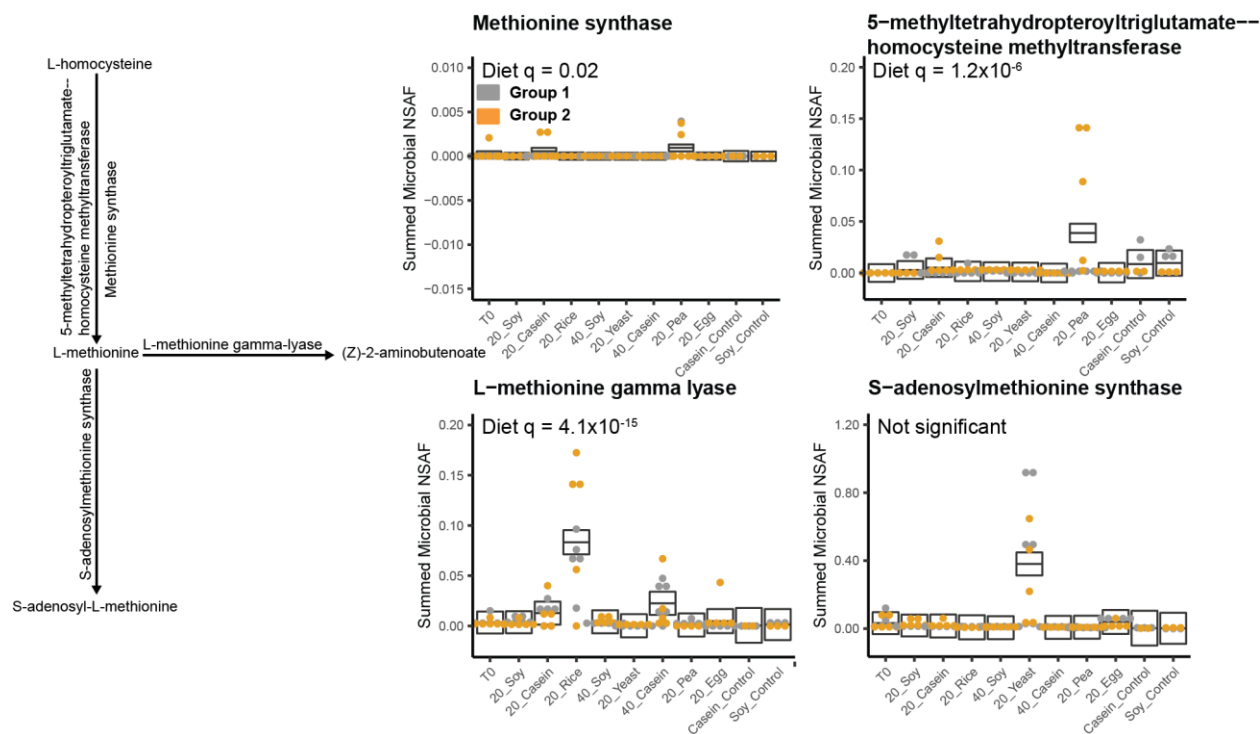 L-homocysteine
5-methyltetrahydropteroyltriglutamate--
homocysteine methyltransferase
Methionine synthase
L-methionine
L-methionine gamma-lyase
(Z)-2-aminobutenoate
S-adenosylmethionine synthase
S-adenosyl-L-methionine
Methionine synthase
Diet q = 0.02
Group 1
Group 2
Summed Microbial NSAF
0.010
0.005
0.000
−0.005
−0.010
−0.015
T0
20_Soy
20_Casein
20_Rice
40_Soy
20_Yeast
40_Casein
20_Pea
20_Egg
Casein_Control
Soy_Control
5−methyltetrahydropteroyltriglutamate−−
homocysteine methyltransferase
Diet q = 1.2x10⁻⁶
Summed Microbial NSAF
0.20
0.15
0.10
0.05
0.00
T0
20_Soy
20_Casein
20_Rice
40_Soy
20_Yeast
40_Casein
20_Pea
20_Egg
Casein_Control
Soy_Control
L−methionine gamma lyase
Diet q = 4.1x10⁻¹⁵
Summed Microbial NSAF
0.20
0.15
0.10
0.05
0.00
T0
20_Soy
20_Casein
20_Rice
40_Soy
20_Yeast
40_Casein
20_Pea
20_Egg
Casein_Control
Soy_Control
S−adenosylmethionine synthase
Not significant
Summed Microbial NSAF
1.20
0.80
0.40
0.00
T0
20_Soy
20_Casein
20_Rice
40_Soy
20_Yeast
40_Casein
20_Pea
20_Egg
Casein_Control
Soy_Control